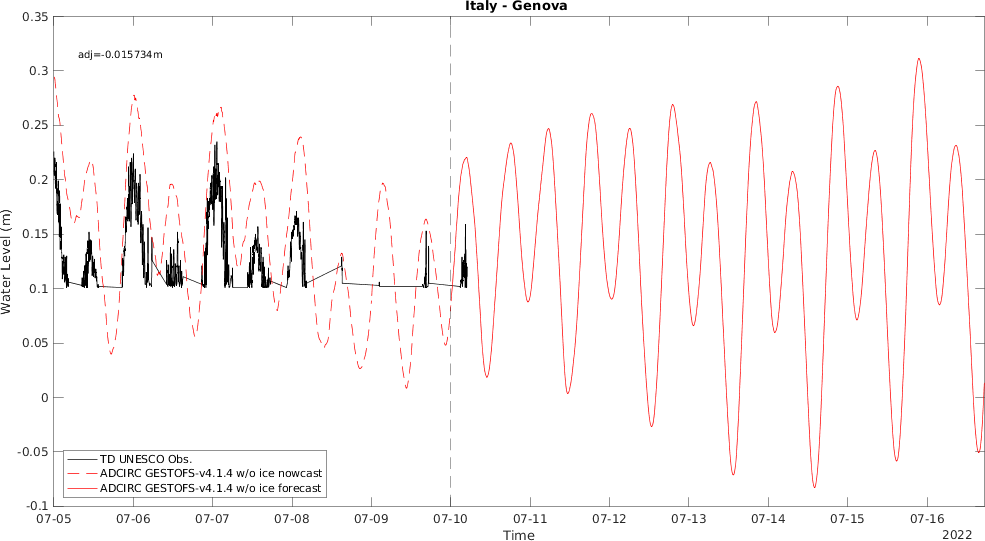 Italy - Genova
0.35
adj=-0.015734m
0.3
0.25
0.2
0.15
0.1
0.05
0
-0.05
-0.1
Water Level (m)
TD UNESCO Obs.
ADCIRC GESTOFS-v4.1.4 w/o ice nowcast
ADCIRC GESTOFS-v4.1.4 w/o ice forecast
07-05 07-06 07-07 07-08 07-09 07-10 07-11 07-12 07-13 07-14 07-15 07-16
Time
2022